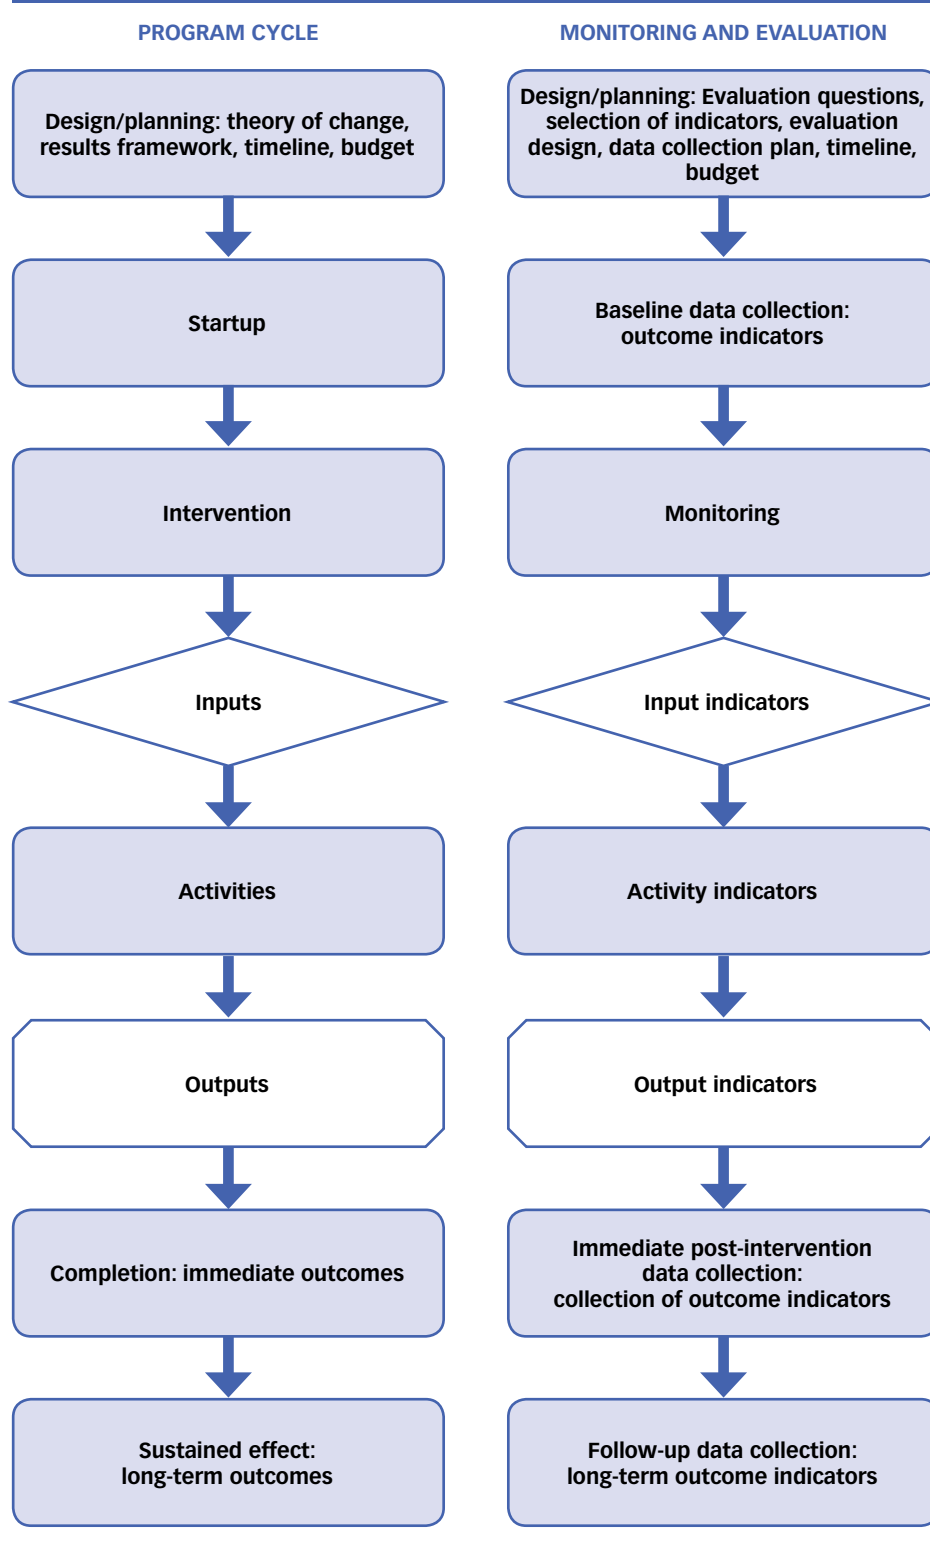 PROGRAM CYCLE
MONITORING AND EVALUATION
Design/planning: theory of change,
results framework, timeline, budget
Design/planning: Evaluation questions,
selection of indicators, evaluation
design, data collection plan, timeline,
budget
Startup
Baseline data collection:
outcome indicators
Intervention
Monitoring
Inputs
Input indicators
Activities
Activity indicators
Outputs
Output indicators
Completion: immediate outcomes
Immediate post-intervention
data collection:
collection of outcome indicators
Sustained effect:
long-term outcomes
Follow-up data collection:
long-term outcome indicators